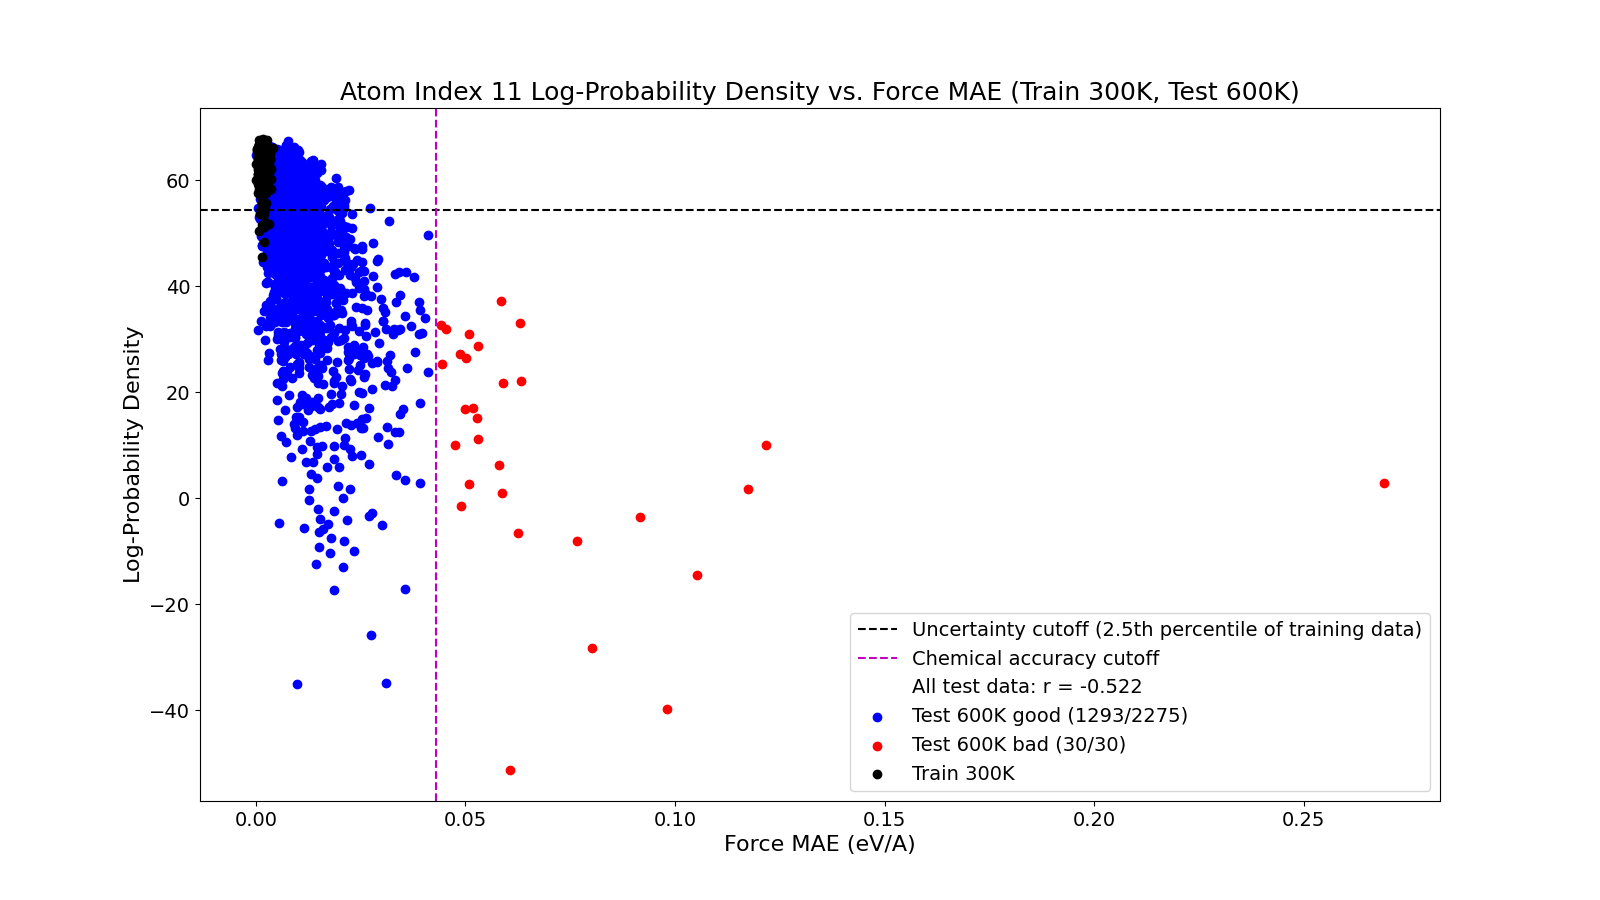 Atom Index 11 Log-Probability Density vs. Force MAE (Train 300K, Test 600K)
Log-Probability Density
60
40
20
0
−20
−40
0.00
0.05
0.10
0.15
0.20
0.25
Force MAE (eV/A)
Uncertainty cutoff (2.5th percentile of training data)
Chemical accuracy cutoff
All test data: r = -0.522
Test 600K good (1293/2275)
Test 600K bad (30/30)
Train 300K